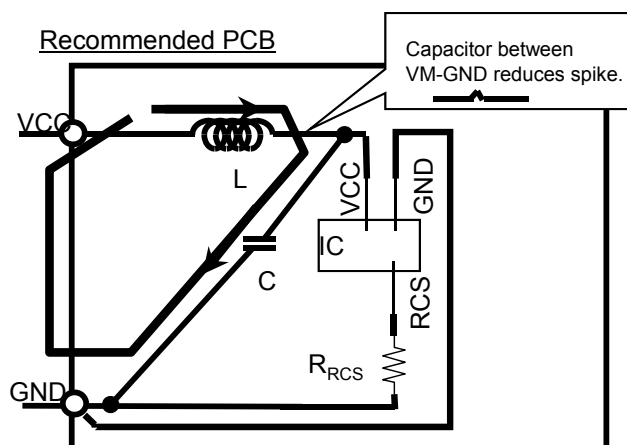 Recommended PCB
Capacitor between
VM-GND reduces spike.
VCC
L
VCC
GND
IC
C
RCS
RRCS
GND